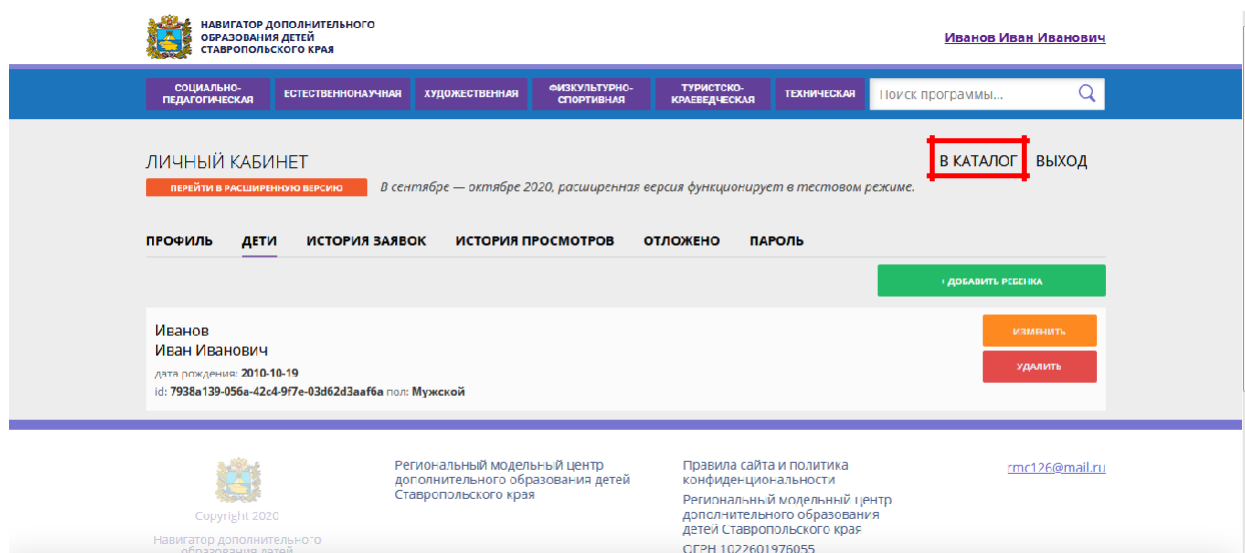 НАВИГАТОР ДОПОЛНИТЕЛЬНОГО
ОБРАЗОВАНИЯ ДЕТЕЙ
СТАВРОПОЛЬСКОГО КРАЯ
Иванов Иван Иванович
СОЦИАЛЬНО-
ПЕДАГОГИЧЕСКАЯ
ЕСТЕСТВЕННОНАУЧНАЯ
ХУДОЖЕСТВЕННАЯ
ФИЗКУЛЬТУРНО-
СПОРТИВНАЯ
ТУРИСТСКО-
КРАЕВЕДЧЕСКАЯ
ТЕХНИЧЕСКАЯ
Поиск программы...
ЛИЧНЫЙ КАБИНЕТ
В КАТАЛОГ ВЫХОД
ПЕРЕЙТИ В РАСШИРЕННУЮ ВЕРСИЮ
В сентябре — октябре 2020, расширенная версия функционирует в тестовом режиме.
ПРОФИЛЬ ДЕТИ ИСТОРИЯ ЗАЯВОК ИСТОРИЯ ПРОСМОТРОВ ОТЛОЖЕНО ПАРОЛЬ
+ ДОБАВИТЬ РЕБЕНКА
Иванов
Иван Иванович
дата рождения: 2010-10-19
id: 7938a139-056a-42c4-9f7e-03d62d3aaf6a пол: Мужской
ИЗМЕНИТЬ
УДАЛИТЬ
Copyright 2020
Навигатор дополнительного
образования детей
Региональный модельный центр
дополнительного образования детей
Ставропольского края
Правила сайта и политика
конфиденциональности
Региональный модельный центр
дополнительного образования
детей Ставропольского края
ОГРН 1022601976055
rmc126@mail.ru